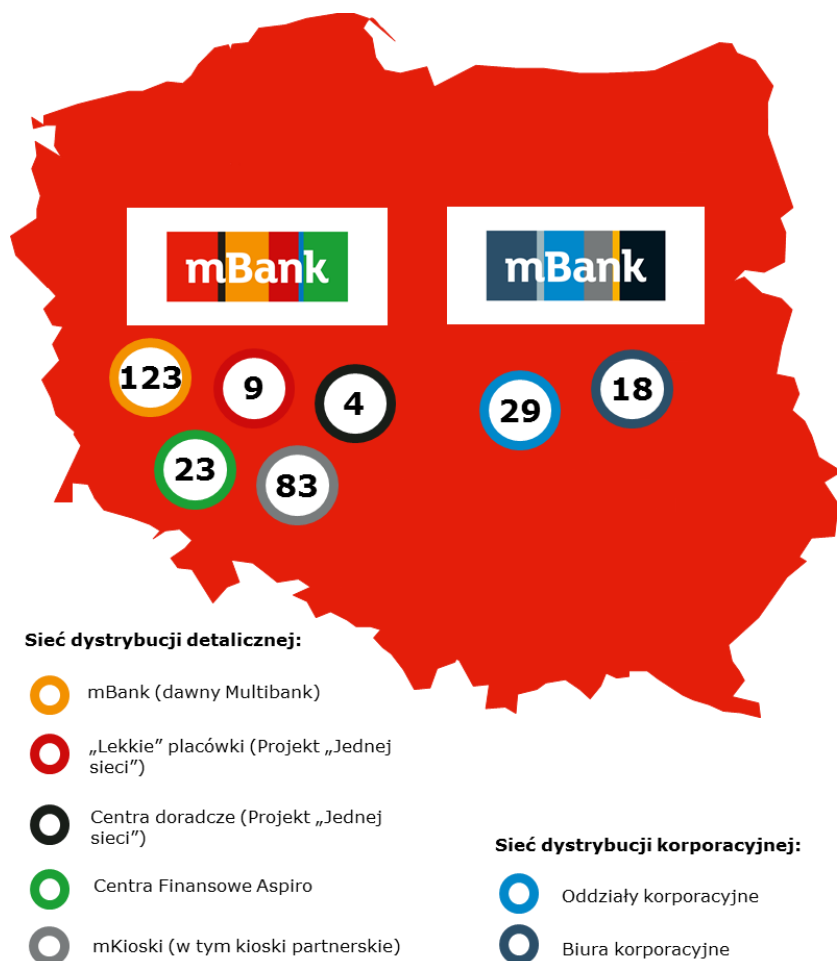 mBank
mBank
123
9
4
29
18
23
83
Sieć dystrybucji detalicznej:
mBank (dawny Multibank)
„Lekkie” placówki (Projekt „Jednej
sieci”)
Centra doradcze (Projekt „Jednej
sieci”)
Centra Finansowe Aspiro
mKioski (w tym kioski partnerskie)
Sieć dystrybucji korporacyjnej:
Oddziały korporacyjne
Biura korporacyjne